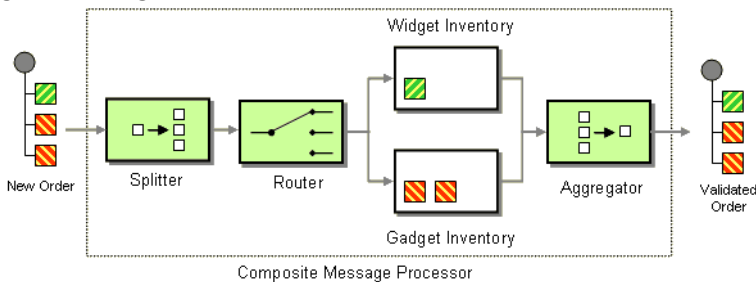 Widget Inventory
New Order
Splitter
Router
Aggregator
Validated
Order
Gadget Inventory
Composite Message Processor